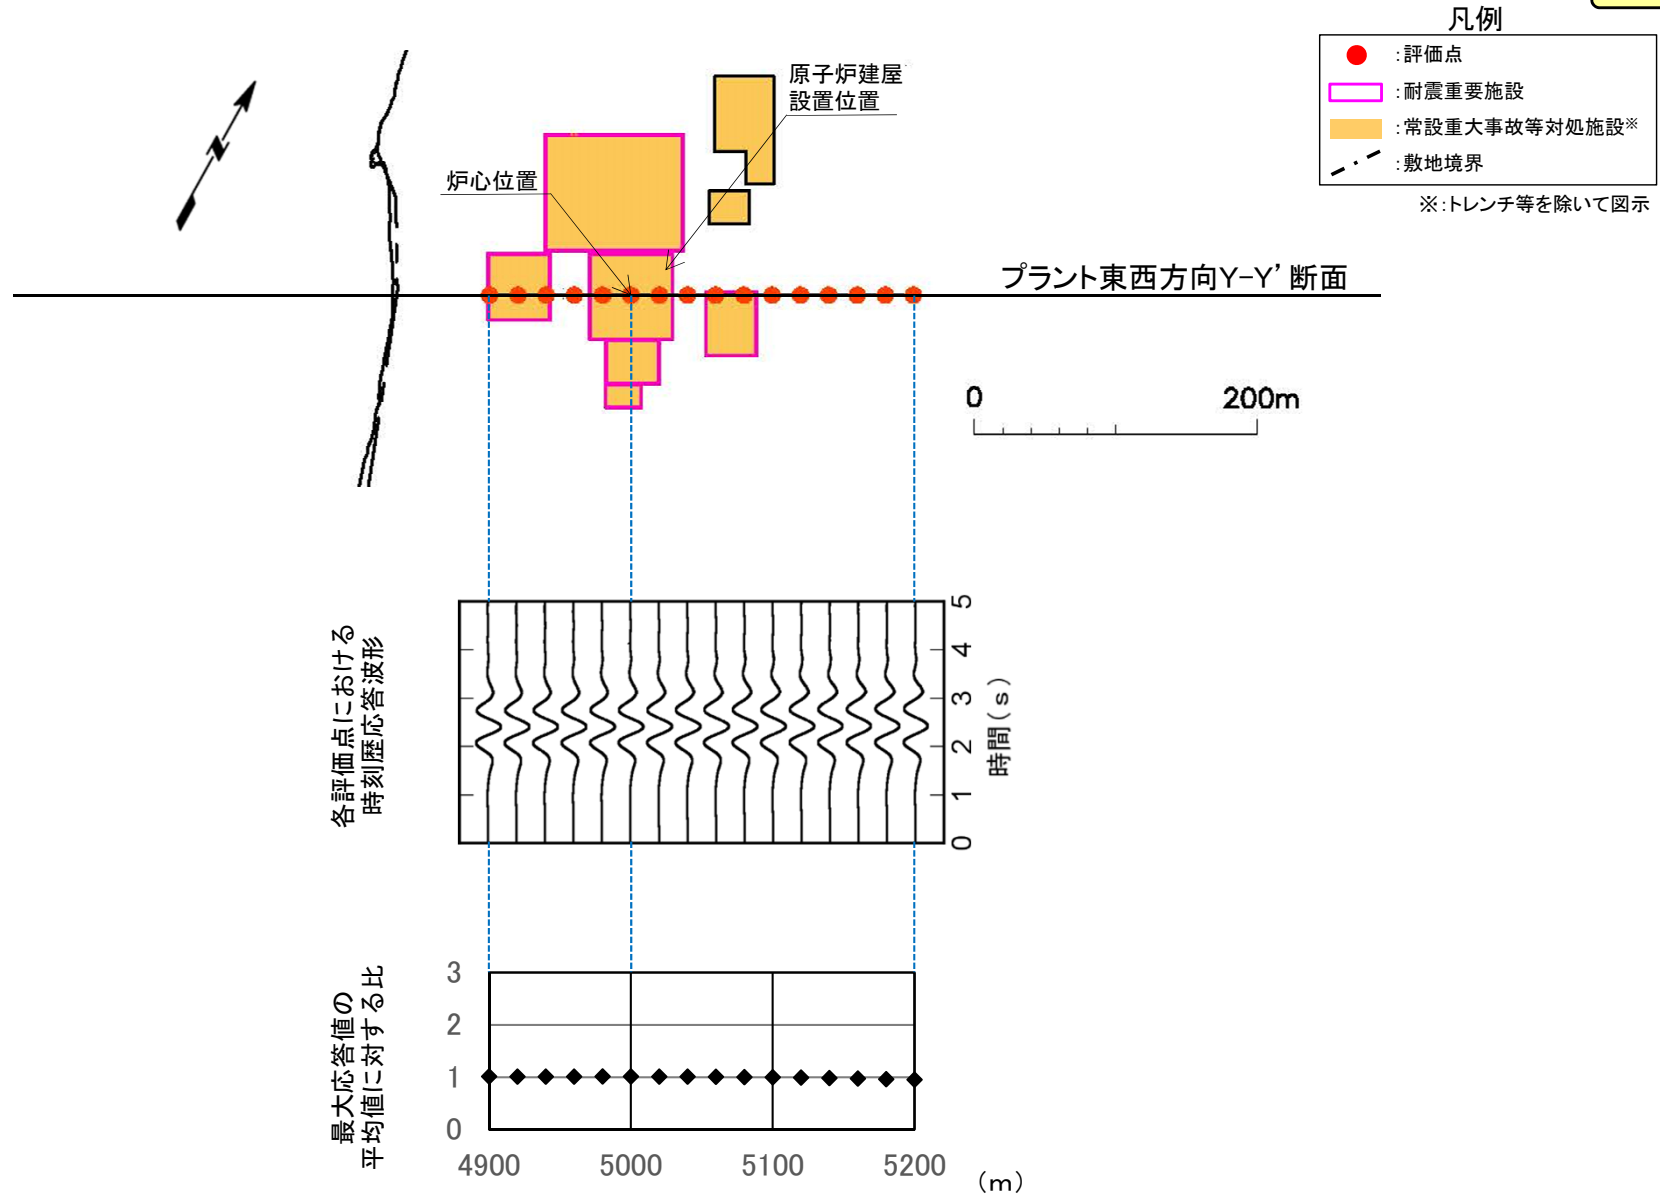 凡例
:評価点
:耐震重要施設
:常設重大事故等対処施設※
:敷地境界
※:トレンチ等を除いて図示
N
原子炉建屋
設置位置
炉心位置
プラント東西方向Y-Y’断面
0 200m
各評価点における
時刻歴応答波形
5
4
3
2
1
0
時間(s)
最大応答値の
平均値に対する比
3
2
1
0
4900 5000 5100 5200
(m)